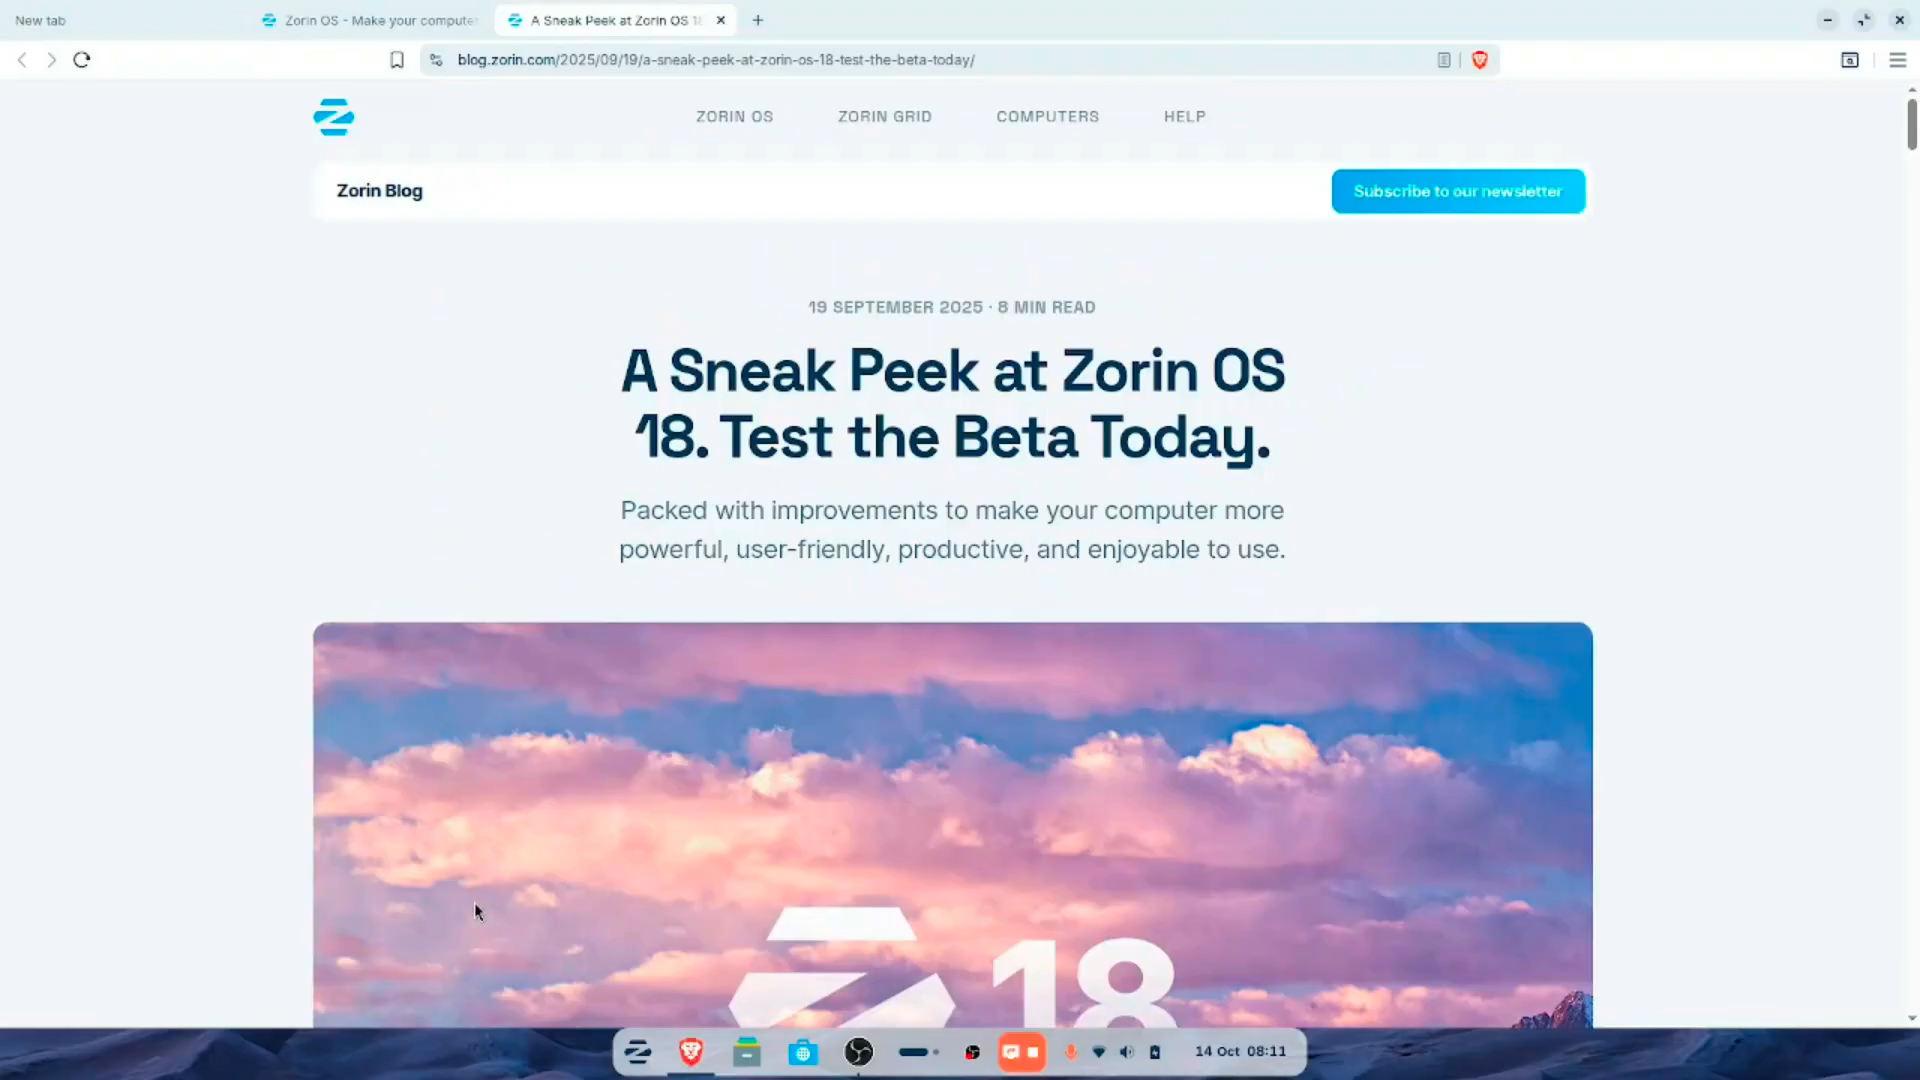 New tab
Zorin OS - Make your computer
A Sneak Peek at Zorin OS 18
blog.zorin.com/2025/09/19/a-sneak-peek-at-zorin-os-18-test-the-beta-today/
ZORIN OS
ZORIN GRID
COMPUTERS
HELP
Zorin Blog
Subscribe to our newsletter
19 SEPTEMBER 2025 · 8 MIN READ
A Sneak Peek at Zorin OS
18. Test the Beta Today.
Packed with improvements to make your computer more
powerful, user-friendly, productive, and enjoyable to use.
18
14 Oct 08:11